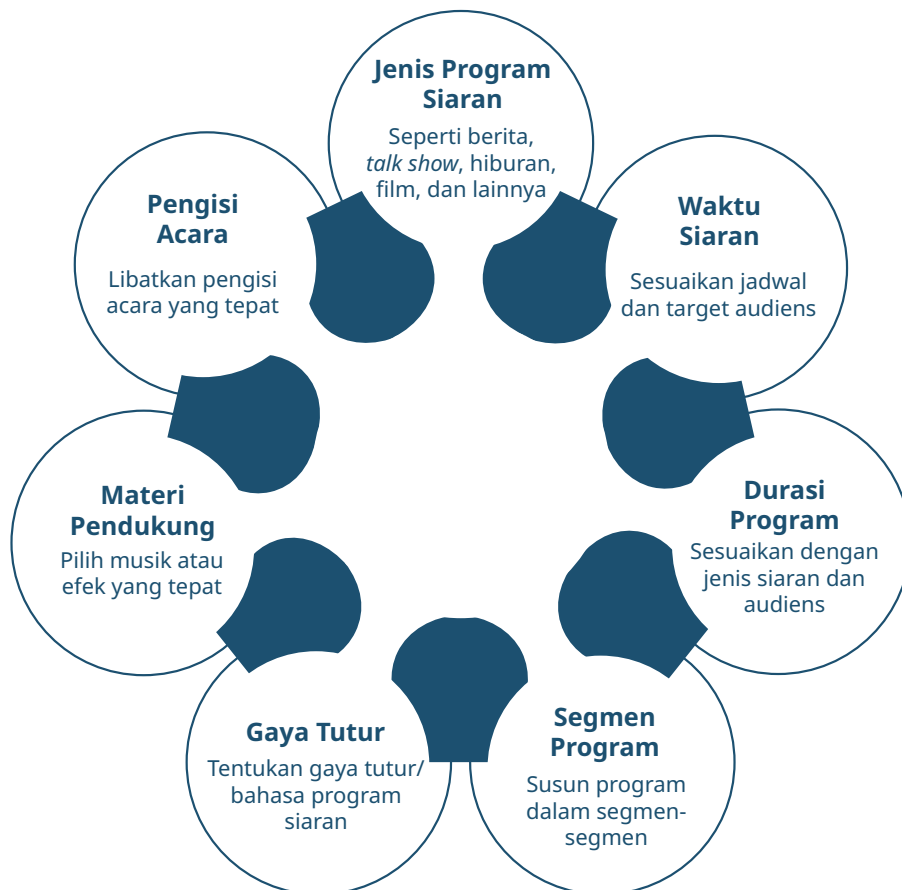 Jenis Program
Siaran
Seperti berita,
talk show, hiburan,
film, dan lainnya
Waktu
Siaran
Sesuaikan jadwal
dan target audiens
Durasi
Program
Sesuaikan dengan
jenis siaran dan
audiens
Segmen
Program
Susun program
dalam segmen-
segmen
Gaya Tutur
Tentukan gaya tutur/
bahasa program
siaran
Materi
Pendukung
Pilih musik atau
efek yang tepat
Pengisi
Acara
Libatkan pengisi
acara yang tepat